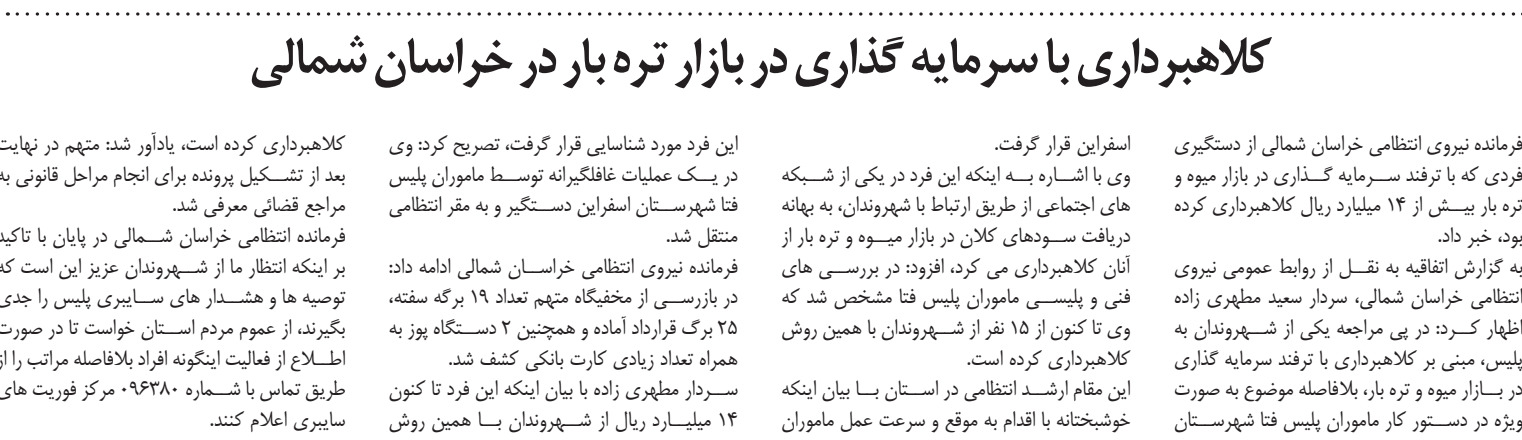 کلاهبرداری با سرمایه گذاری در بازار تره بار در خراسان شمالی
فرمانده نیروی انتظامی خراسان شمالی از دستگیری
فردی که با ترفند سرمایه گذاری در بازار میوه و
تره بار بیش از ۱۴ میلیارد ریال کلاهبرداری کرده
بود، خبر داد.
به گزارش اتفاقیه به نقل از روابط عمومی نیروی
انتظامی خراسان شمالی، سردار سعید مطهری زاده
اظهار کرد: در پی مراجعه یکی از شهروندان به
پلیس، مبنی بر کلاهبرداری با ترفند سرمایه گذاری
در بازار میوه و تره بار، بلافاصله موضوع به صورت
ویژه در دستور کار ماموران پلیس فتا شهرستان
اسفراین قرار گرفت.
وی با اشاره به اینکه این فرد در یکی از شبکه
های اجتماعی از طریق ارتباط با شهروندان، به بهانه
دریافت سودهای کلان در بازار میوه و تره بار از
آنان کلاهبرداری می کرد، افزود: در بررسی های
فنی و پلیسی ماموران پلیس فتا مشخص شد که
وی تا کنون از ۱۵ نفر از شهروندان با همین روش
کلاهبرداری کرده است.
این مقام ارشد انتظامی در استان با بیان اینکه
خوشبختانه با اقدام به موقع و سرعت عمل ماموران
این فرد مورد شناسایی قرار گرفت، تصریح کرد: وی
در یک عملیات غافلگیرانه توسط ماموران پلیس
فتا شهرستان اسفراین دستگیر و به مقر انتظامی
منتقل شد.
فرمانده نیروی انتظامی خراسان شمالی ادامه داد:
در بازرسی از مخفیگاه متهم تعداد ۱۹ برگه سفته،
۲۵ برگ قرارداد آماده و همچنین ۲ دستگاه پوز به
همراه تعداد زیادی کارت بانکی کشف شد.
سردار مطهری زاده با بیان اینکه این فرد تا کنون
۱۴ میلیارد ریال از شهروندان با همین روش
کلاهبرداری کرده است، یادآور شد: متهم در نهایت
بعد از تشکیل پرونده برای انجام مراحل قانونی به
مراجع قضائی معرفی شد.
فرمانده انتظامی خراسان شمالی در پایان با تاکید
بر اینکه انتظار ما از شهروندان عزیز این است که
توصیه ها و هشدار های سایبری پلیس را جدی
بگیرند، از عموم مردم استان خواست تا در صورت
اطلاع از فعالیت اینگونه افراد بلافاصله مراتب را از
طریق تماس با شماره ۰۹۶۳۸۰ مرکز فوریت های
سایبری اعلام کنند.